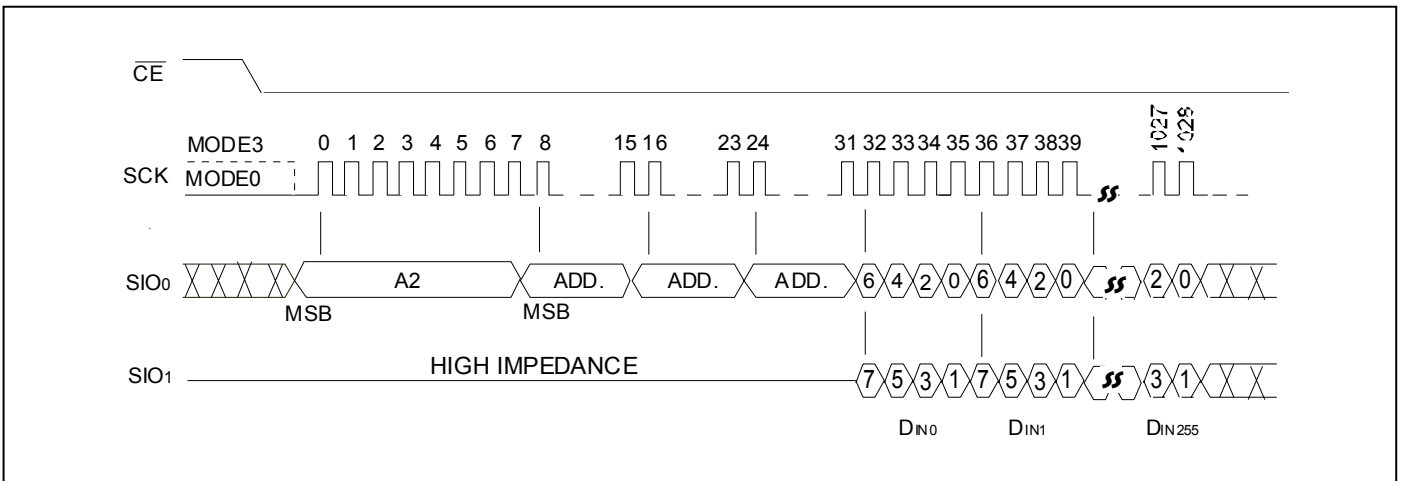 CE
0 1 2 3 4 5 6 7 8 15 16 23 24 31 32 33 34 35 36 37 38 39 1027 1028
MODE3
SCK MODE0
SIO0 A2 ADD. ADD. ADD. 6 4 2 0 6 4 2 0 2 0
MSB MSB
SIO1 HIGH IMPEDANCE 7 5 3 1 7 5 3 1 3 1
DIN0 DIN1 DIN255